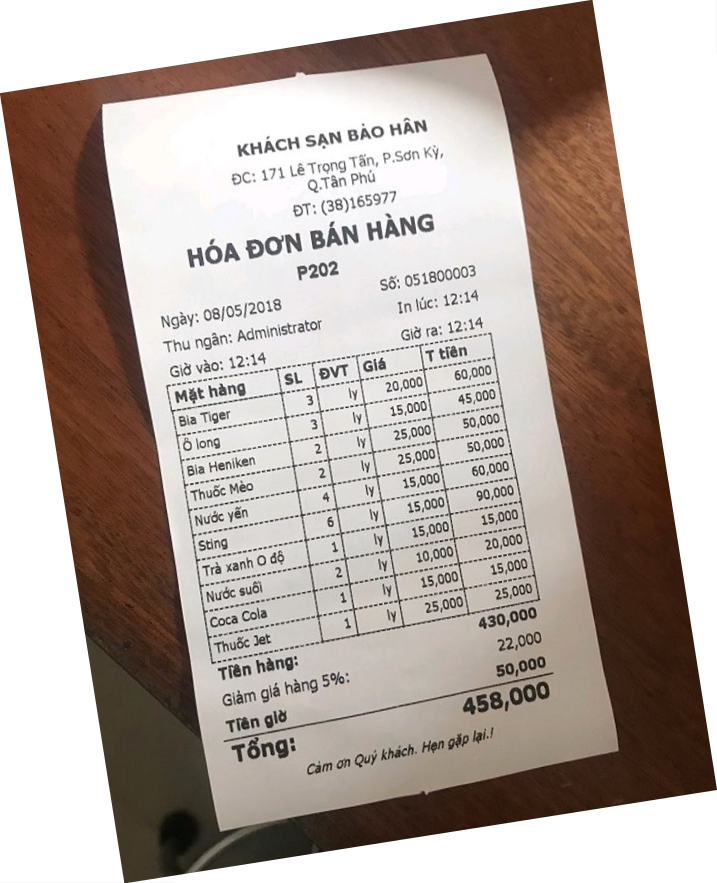 KHÁCH SẠN BẢO HÂN
ĐC: 171 Lê Trọng Tấn, P.Sơn Kỳ,
Q.Tân Phú
ĐT: (38)165977
HÓA ĐƠN BÁN HÀNG
P202
Ngày: 08/05/2018 Số: 051800003
Thu ngân: Administrator In lúc: 12:14
Giờ vào: 12:14 Giờ ra: 12:14
Mặt hàng SL ĐVT Giá T tiền
Bia Tiger 3 ly 20,000 60,000
Ô long 3 ly 15,000 45,000
Bia Heniken 2 ly 25,000 50,000
Thuốc Mèo 2 ly 25,000 50,000
Nước yến 4 ly 15,000 60,000
Sting 6 ly 15,000 90,000
Trà xanh O độ 1 ly 15,000 15,000
Nước suối 2 ly 10,000 20,000
Coca Cola 1 ly 15,000 15,000
Thuốc Jet 1 ly 25,000 25,000
Tiền hàng: 430,000
Giảm giá hàng 5%: 22,000
Tiền giờ 50,000
Tổng: 458,000
Cảm ơn Quý khách. Hẹn gặp lại.!